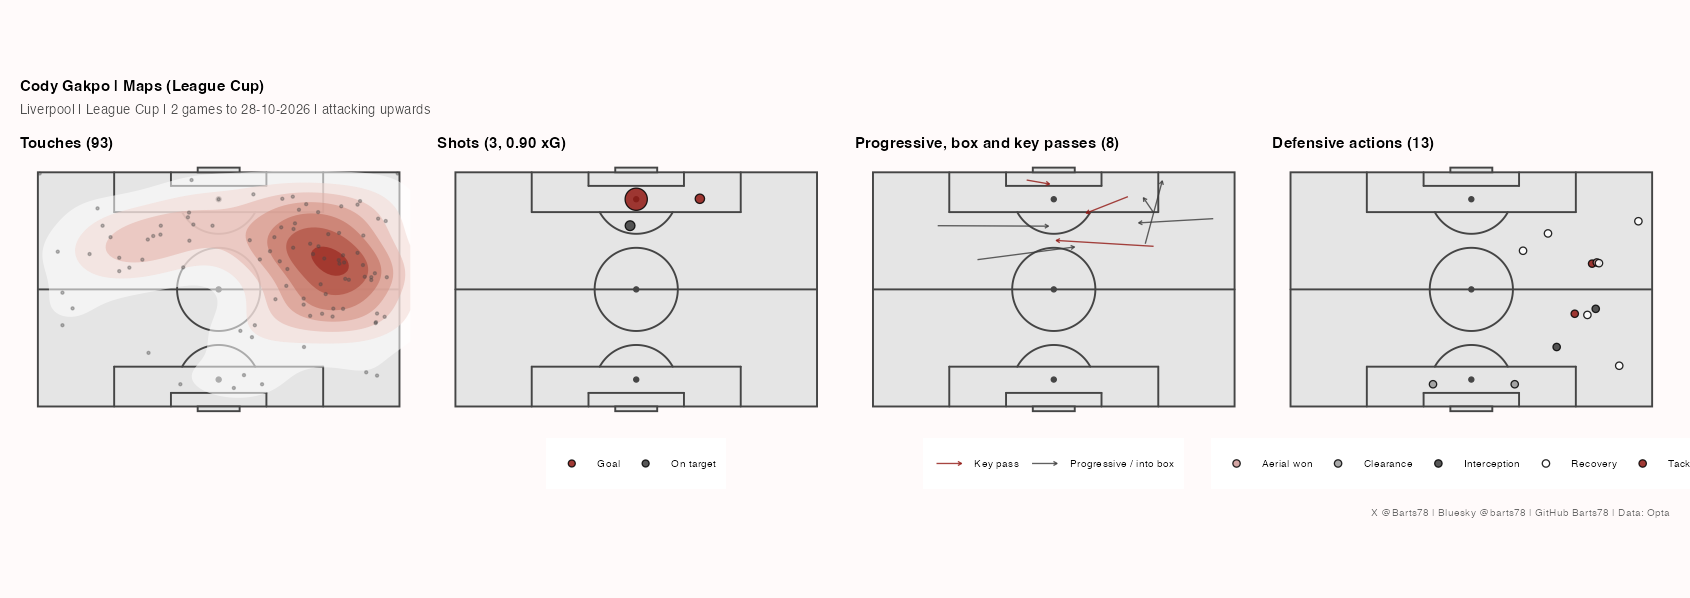 Cody Gakpo | Maps (League Cup)
Liverpool | League Cup | 2 games to 28-10-2026 | attacking upwards
Touches (93)
Shots (3, 0.90 xG)
Progressive, box and key passes (8)
Defensive actions (13)
Goal
On target
Key pass
Progressive / into box
Aerial won
Clearance
Interception
Recovery
Tack
X @Barts78 | Bluesky @barts78 | GitHub Barts78 | Data: Opta